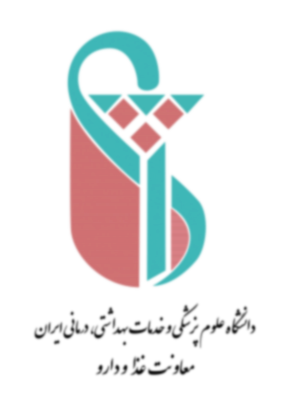 دانشگاه علوم پزشکی و خدمات بهداشتی، درمانی ایران
معاونت غذا و دارو